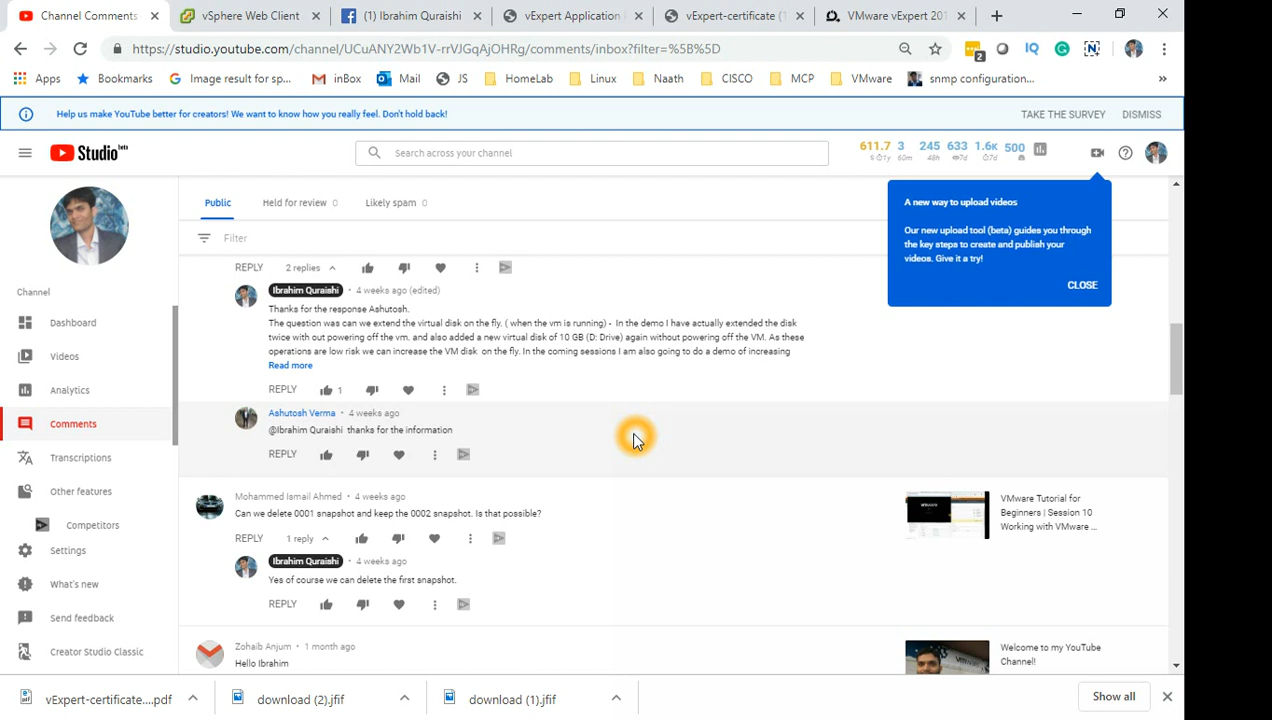 Channel Comments
vSphere Web Client
(1) Ibrahim Quraishi
vExpert Application
vExpert-certificate (1
VMware vExpert 201
https://studio.youtube.com/channel/UCuANY2Wb1V-rrVJGqAjOHRg/comments/inbox?filter=%5B%5D
2
Apps
Bookmarks
Image result for sp...
inBox
Mail
JS
HomeLab
Linux
Naath
CISCO
MCP
VMware
snmp configuration...
Help us make YouTube better for creators! We want to know how you really feel. Don't hold back!
TAKE THE SURVEY
DISMISS
Studio beta
Search across your channel
611.7 3 245 633 1.6K 500
60m 48h 7d 7d
A new way to upload videos
Our new upload tool (beta) guides you through
the key steps to create and publish your
videos. Give it a try!
CLOSE
Channel
Dashboard
Videos
Analytics
Comments
Transcriptions
Other features
Competitors
Settings
What's new
Send feedback
Creator Studio Classic
Public
Held for review 0
Likely spam 0
Filter
REPLY 2 replies
Ibrahim Quraishi • 4 weeks ago (edited)
Thanks for the response Ashutosh.
The question was can we extend the virtual disk on the fly. ( when the vm is running) - In the demo I have actually extended the disk
twice with out powering off the vm. and also added a new virtual disk of 10 GB (D: Drive) again without powering off the VM. As these
operations are low risk we can increase the VM disk on the fly. In the coming sessions I am also going to do a demo of increasing
Read more
REPLY 1
Ashutosh Verma • 4 weeks ago
@Ibrahim Quraishi thanks for the information
REPLY
Mohammed Ismail Ahmed • 4 weeks ago
Can we delete 0001 snapshot and keep the 0002 snapshot. Is that possible?
REPLY 1 reply
VMware Tutorial for
Beginners | Session 10
Working with VMware ...
Ibrahim Quraishi • 4 weeks ago
Yes of course we can delete the first snapshot.
REPLY
Zohaib Anjum • 1 month ago
Hello Ibrahim
Welcome to my YouTube
Channel!
vExpert-certificate....pdf
download (2).jfif
download (1).jfif
Show all